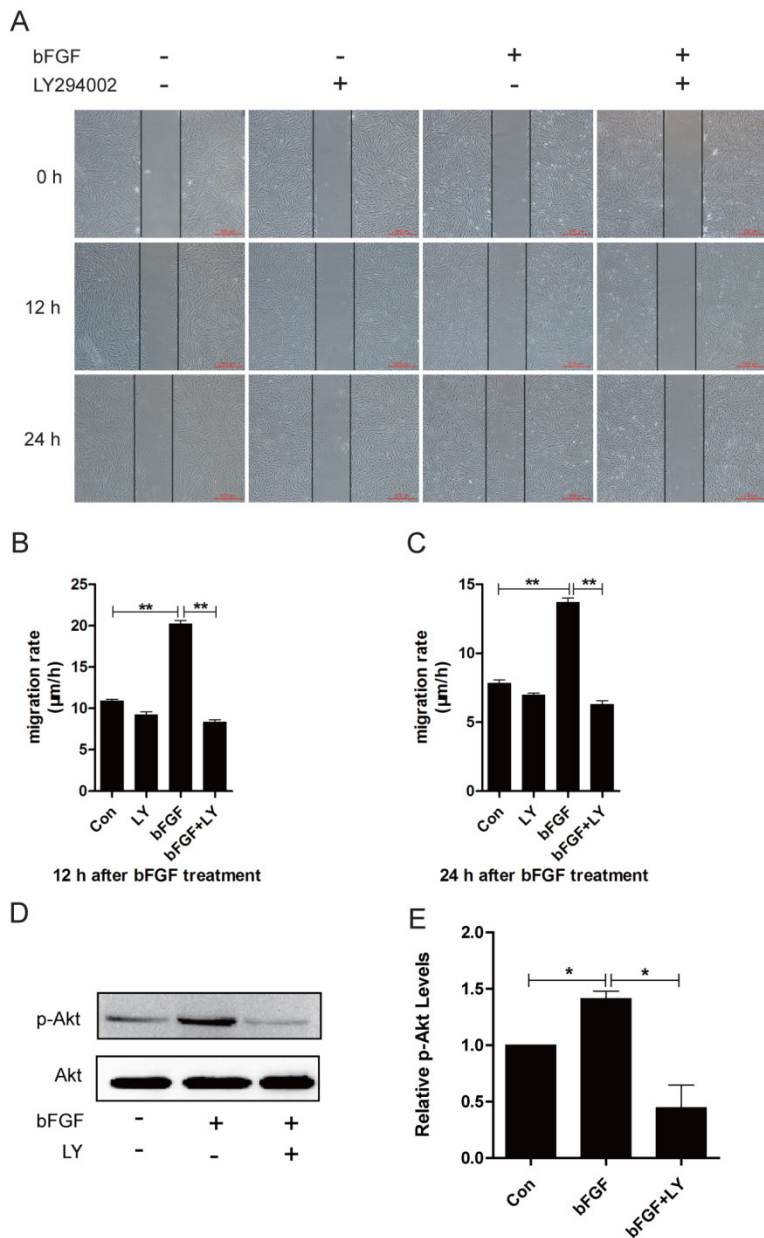 A
bFGF - - + +
LY294002 - + - +
0 h
12 h
24 h
B
25
20
15
10
5
0
migration rate
(μm/h)
** **
Con LY bFGF bFGF+LY
12 h after bFGF treatment
C
15
10
5
0
migration rate
(μm/h)
** **
Con LY bFGF bFGF+LY
24 h after bFGF treatment
D
p-Akt
Akt
bFGF - + +
LY - - +
E
2.0
1.5
1.0
0.5
0.0
Relative p-Akt Levels
* *
Con bFGF bFGF+LY